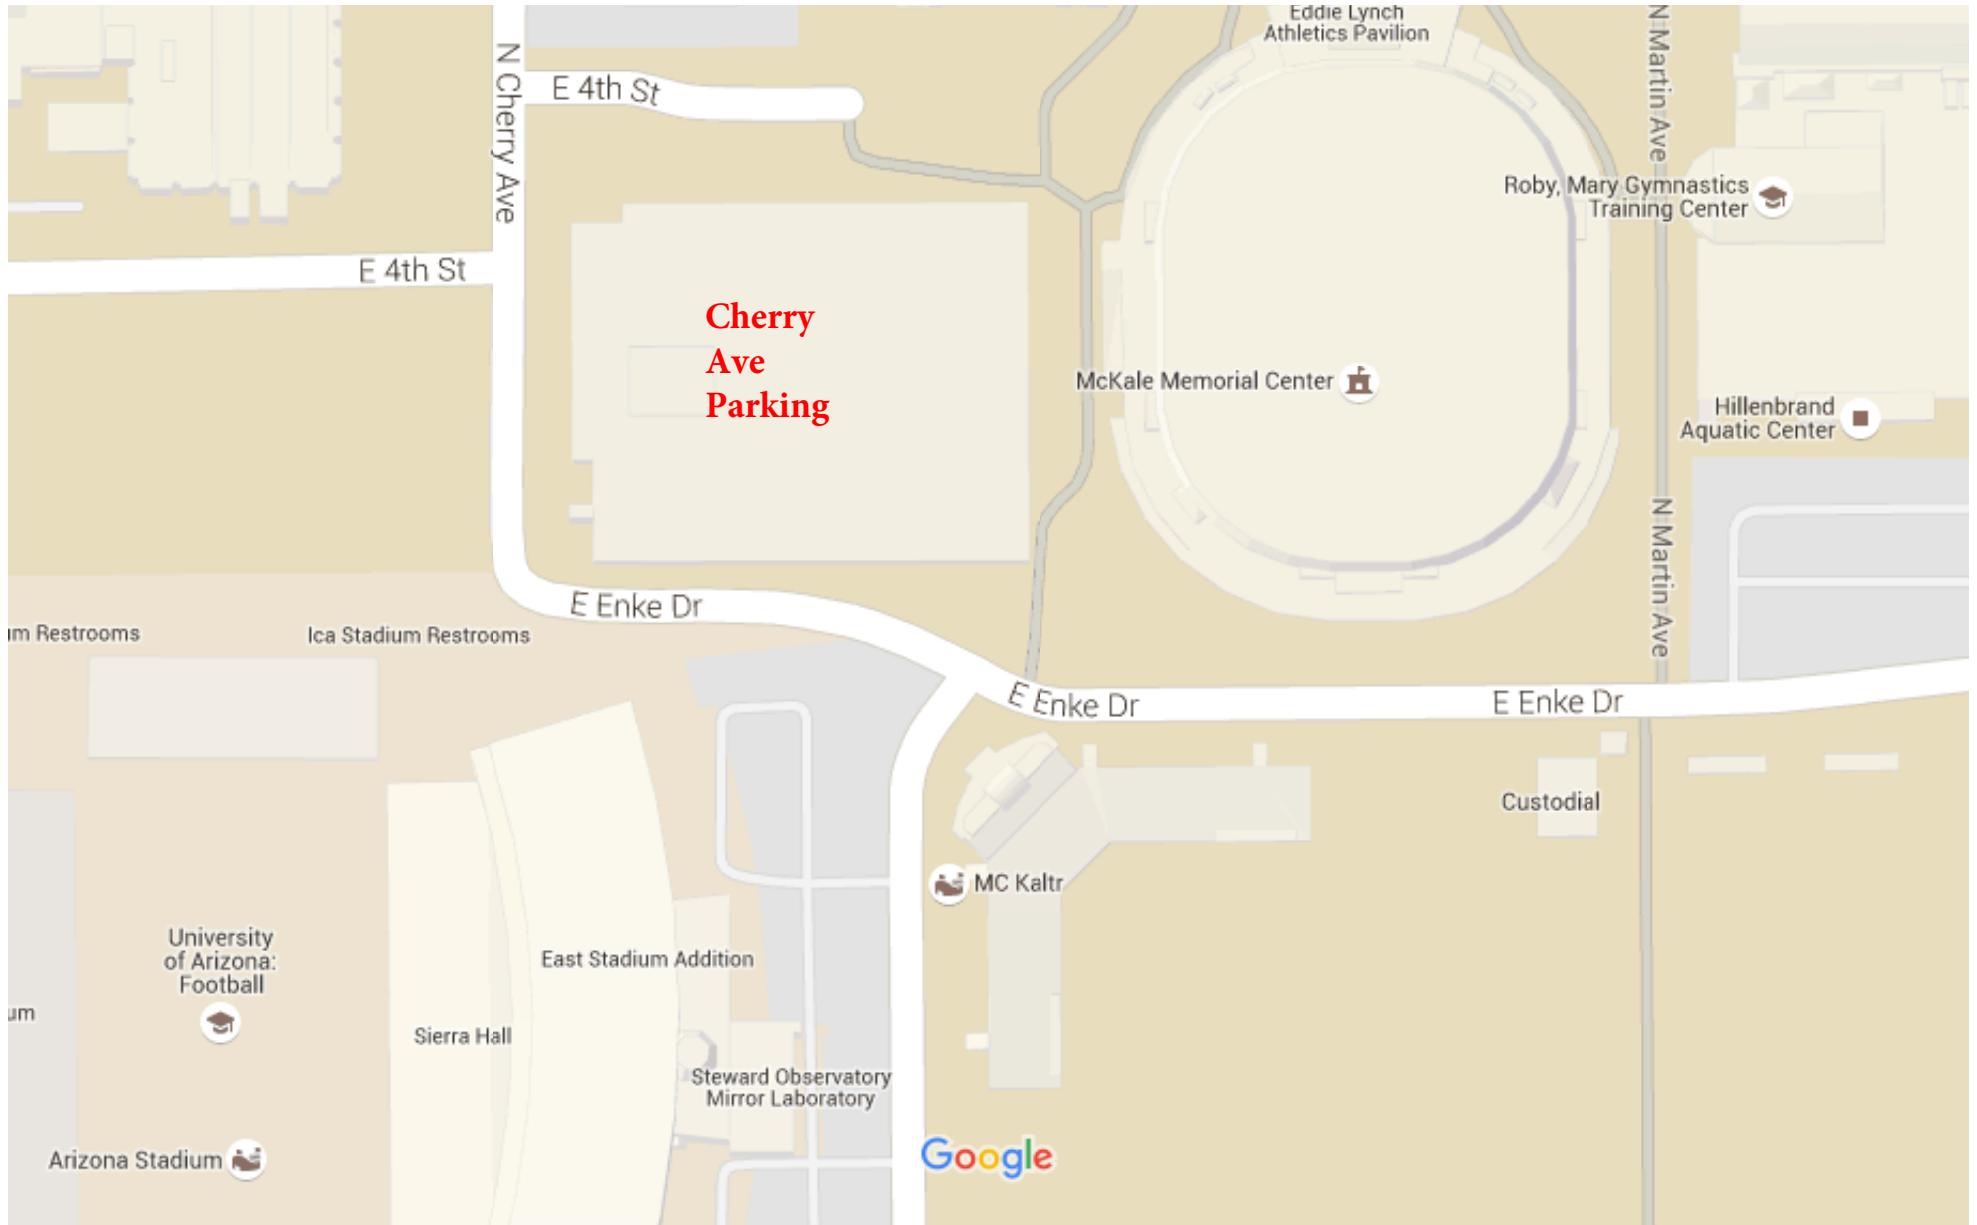 Eddie Lynch
Athletics Pavilion
N Cherry Ave
E 4th St
N Martin Ave
Roby, Mary Gymnastics
Training Center
E 4th St
Cherry
Ave
Parking
McKale Memorial Center
Hillenbrand
Aquatic Center
N Martin Ave
E Enke Dr
um Restrooms
Ica Stadium Restrooms
E Enke Dr
E Enke Dr
Custodial
MC Kaltr
University
of Arizona:
Football
East Stadium Addition
um
Sierra Hall
Steward Observatory
Mirror Laboratory
Arizona Stadium
Google